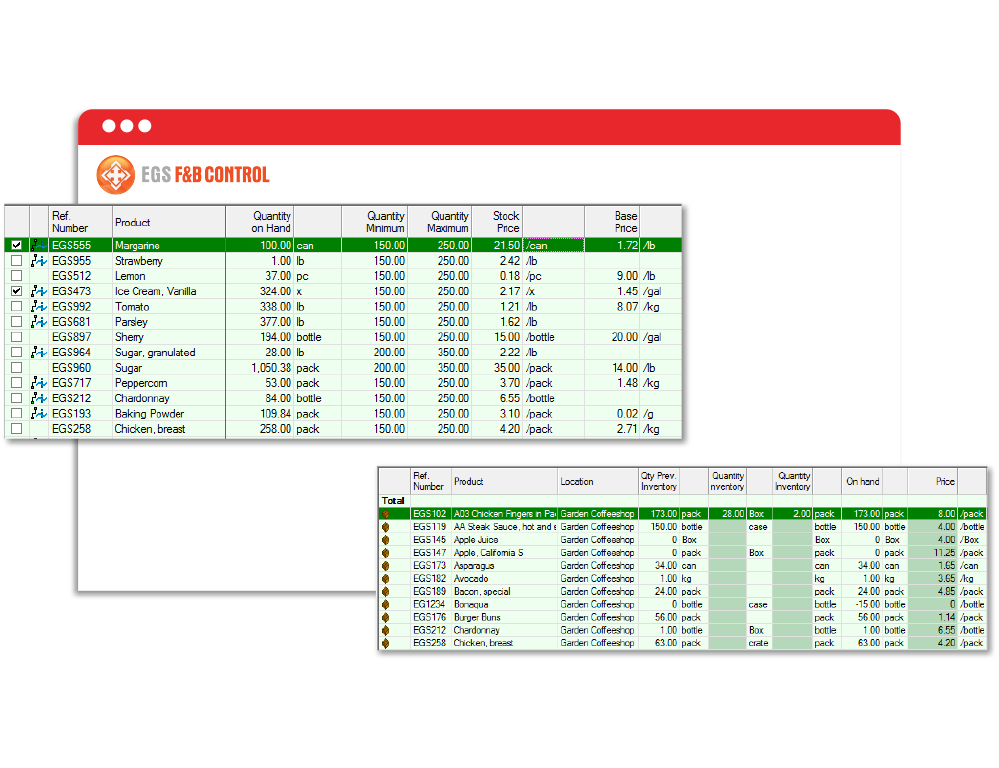 EGS F&B CONTROL
Ref. Number Product Quantity on Hand Quantity Minimum Quantity Maximum Stock Price Base Price
EGS555 Margarine 100.00 can 150.00 250.00 21.50 /can 1.72 /lb
EGS955 Strawberry 1.00 lb 150.00 250.00 2.42 /lb
EGS512 Lemon 37.00 pc 150.00 250.00 0.18 /pc 9.00 /lb
EGS473 Ice Cream, Vanilla 324.00 x 150.00 250.00 2.17 /x 1.45 /gal
EGS992 Tomato 338.00 lb 150.00 250.00 1.21 /lb 8.07 /kg
EGS681 Parsley 377.00 lb 150.00 250.00 1.62 /lb
EGS897 Sherry 194.00 bottle 150.00 250.00 15.00 /bottle 20.00 /gal
EGS964 Sugar, granulated 28.00 lb 200.00 350.00 2.22 /lb
EGS960 Sugar 1,050.38 pack 200.00 350.00 35.00 /pack 14.00 /lb
EGS717 Peppercorn 53.00 pack 150.00 250.00 3.70 /pack 1.48 /kg
EGS212 Chardonnay 84.00 bottle 150.00 250.00 6.55 /bottle
EGS193 Baking Powder 109.84 pack 150.00 250.00 3.10 /pack 0.02 /g
EGS258 Chicken, breast 258.00 pack 150.00 250.00 4.20 /pack 2.71 /kg
Ref. Number Product Location Qty Prev. Inventory Quantity nventory Quantity Inventory On hand Price
Total
EGS102 A03 Chicken Fingers in Pa Garden Coffeeshop 173.00 pack 28.00 Box 2.00 pack 173.00 pack 8.00 /pack
EGS119 AA Steak Sauce, hot and s Garden Coffeeshop 150.00 bottle case bottle 150.00 bottle 4.00 /bottle
EGS145 Apple Juice Garden Coffeeshop 0 Box Box 0 Box 4.00 /Box
EGS147 Apple, California S Garden Coffeeshop 0 pack Box pack 0 pack 11.25 /pack
EGS173 Asparagus Garden Coffeeshop 34.00 can can 34.00 can 1.65 /can
EGS182 Avocado Garden Coffeeshop 1.00 kg kg 1.00 kg 3.65 /kg
EGS189 Bacon, special Garden Coffeeshop 24.00 pack pack 24.00 pack 4.85 /pack
EG1234 Bonaqua Garden Coffeeshop 0 bottle case bottle -15.00 bottle 0 /bottle
EGS176 Burger Buns Garden Coffeeshop 56.00 pack pack 56.00 pack 1.14 /pack
EGS212 Chardonnay Garden Coffeeshop 1.00 bottle Box bottle 1.00 bottle 6.55 /bottle
EGS258 Chicken, breast Garden Coffeeshop 63.00 pack crate pack 63.00 pack 4.20 /pack